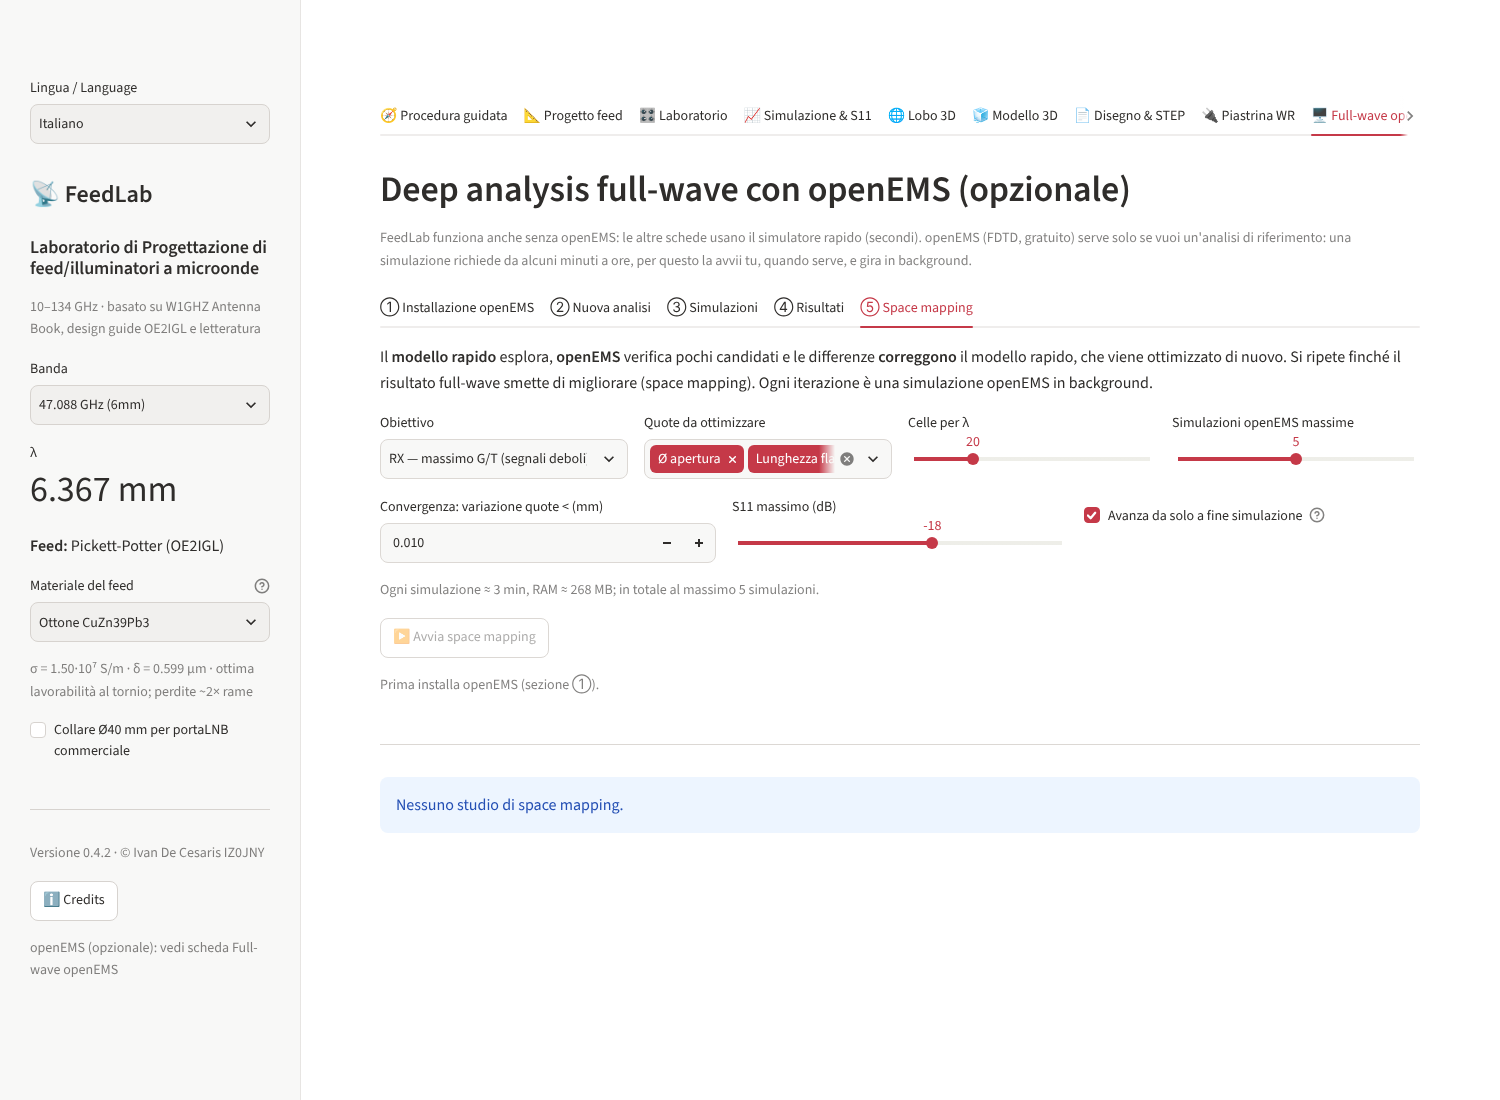 Lingua / Language
Italiano
📡 FeedLab
Laboratorio di Progettazione di
feed/illuminatori a microonde
10–134 GHz · basato su W1GHZ Antenna
Book, design guide OE2IGL e letteratura
Banda
47.088 GHz (6mm)
λ
6.367 mm
Feed: Pickett-Potter (OE2IGL)
Materiale del feed
Ottone CuZn39Pb3
σ = 1.50·10⁷ S/m · δ = 0.599 µm · ottima
lavorabilità al tornio; perdite ~2× rame
Collare Ø40 mm per portaLNB
commerciale
Versione 0.4.2 · © Ivan De Cesaris IZ0JNY
ℹ️ Credits
openEMS (opzionale): vedi scheda Full-
wave openEMS
🧭 Procedura guidata 📐 Progetto feed 🎛️ Laboratorio 📈 Simulazione & S11 🌐 Lobo 3D 🧊 Modello 3D 📄 Disegno & STEP 🔌 Piastrina WR 🖥️ Full-wave op
Deep analysis full-wave con openEMS (opzionale)
FeedLab funziona anche senza openEMS: le altre schede usano il simulatore rapido (secondi). openEMS (FDTD, gratuito) serve solo se vuoi un'analisi di riferimento: una
simulazione richiede da alcuni minuti a ore, per questo la avvii tu, quando serve, e gira in background.
① Installazione openEMS ② Nuova analisi ③ Simulazioni ④ Risultati ⑤ Space mapping
Il modello rapido esplora, openEMS verifica pochi candidati e le differenze correggono il modello rapido, che viene ottimizzato di nuovo. Si ripete finché il
risultato full-wave smette di migliorare (space mapping). Ogni iterazione è una simulazione openEMS in background.
Obiettivo Quote da ottimizzare Celle per λ Simulazioni openEMS massime
RX — massimo G/T (segnali deboli Ø apertura Lunghezza fla 20 5
Convergenza: variazione quote < (mm) S11 massimo (dB)
0.010 -18 Avanza da solo a fine simulazione
Ogni simulazione ≈ 3 min, RAM ≈ 268 MB; in totale al massimo 5 simulazioni.
▶️ Avvia space mapping
Prima installa openEMS (sezione ①).
Nessuno studio di space mapping.